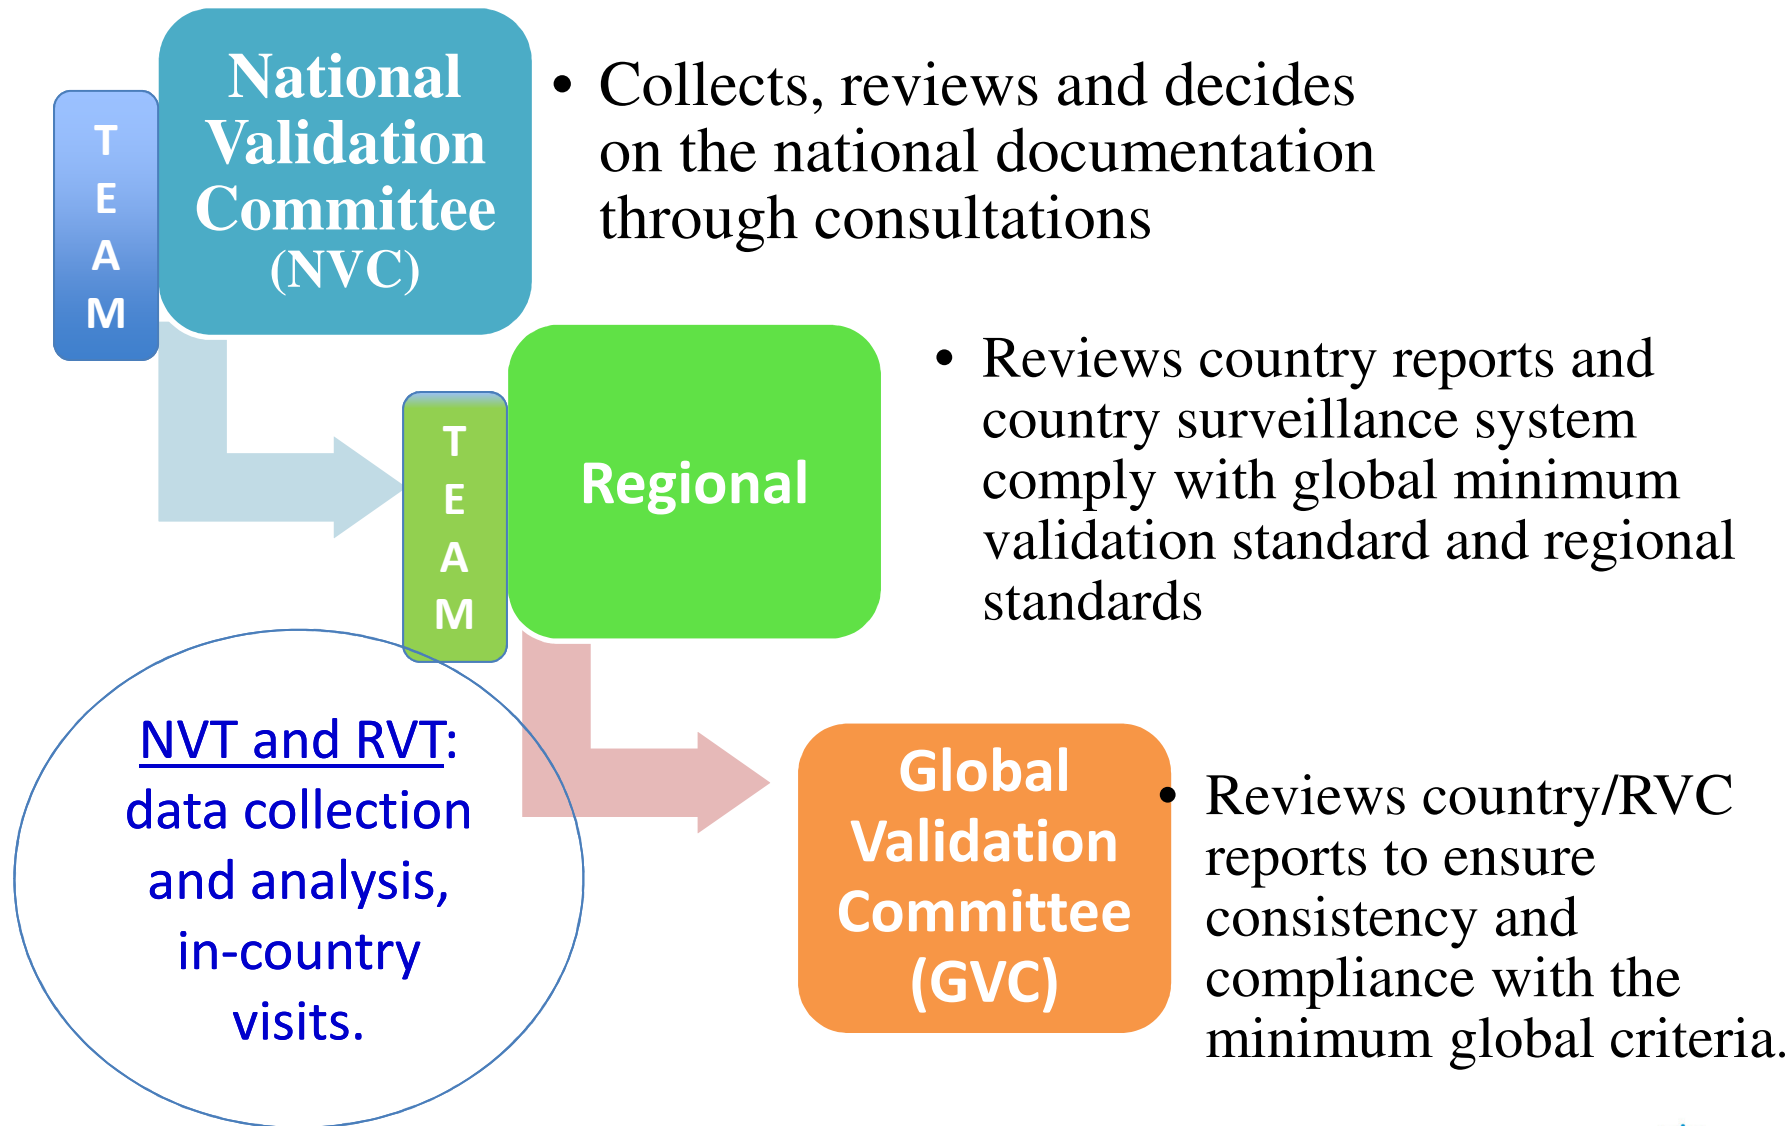 T
E
A
M
National
Validation
Committee
(NVC)
• Collects, reviews and decides
on the national documentation
through consultations
T
E
A
M
Regional
• Reviews country reports and
country surveillance system
comply with global minimum
validation standard and regional
standards
NVT and RVT:
data collection
and analysis,
in-country
visits.
Global
Validation
Committee
(GVC)
• Reviews country/RVC
reports to ensure
consistency and
compliance with the
minimum global criteria.